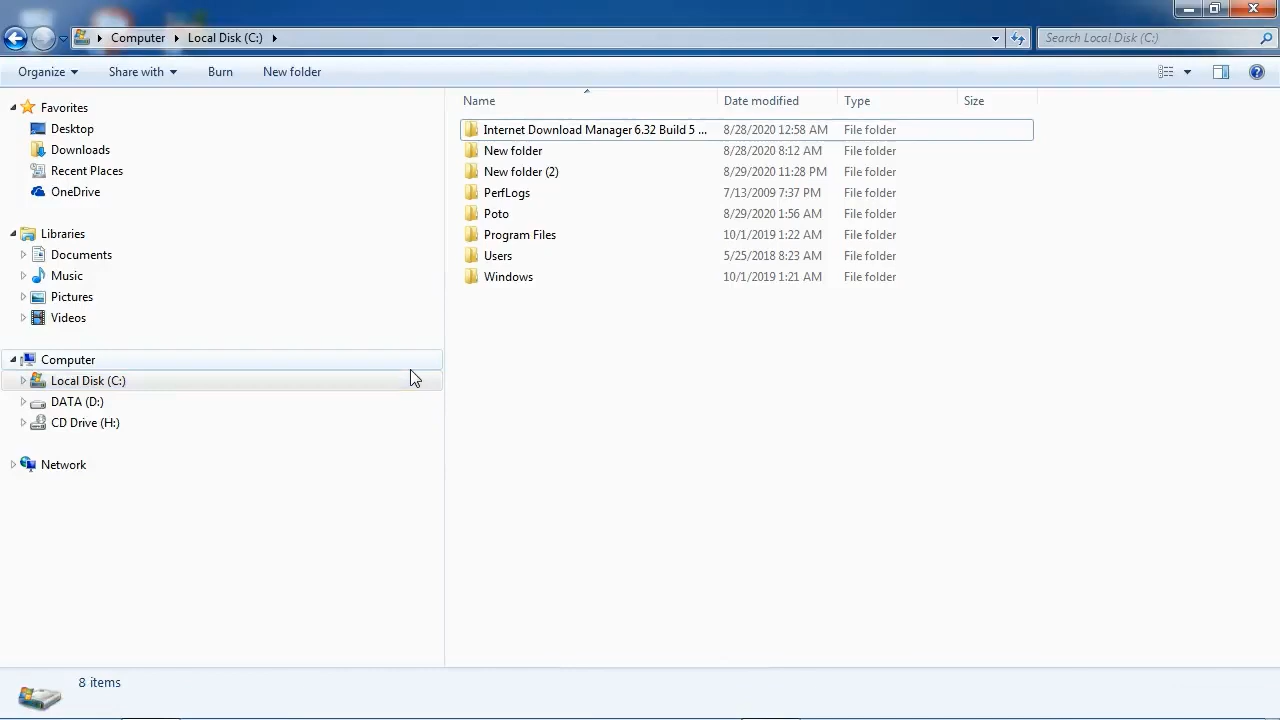 Computer Local Disk (C:) Search Local Disk (C:)
Organize Share with Burn New folder
Name Date modified Type Size
Favorites
Desktop
Downloads
Recent Places
OneDrive
Libraries
Documents
Music
Pictures
Videos
Computer
Local Disk (C:)
DATA (D:)
CD Drive (H:)
Network
Internet Download Manager 6.32 Build 5 ... 8/28/2020 12:58 AM File folder
New folder 8/28/2020 8:12 AM File folder
New folder (2) 8/29/2020 11:28 PM File folder
PerfLogs 7/13/2009 7:37 PM File folder
Poto 8/29/2020 1:56 AM File folder
Program Files 10/1/2019 1:22 AM File folder
Users 5/25/2018 8:23 AM File folder
Windows 10/1/2019 1:21 AM File folder
8 items